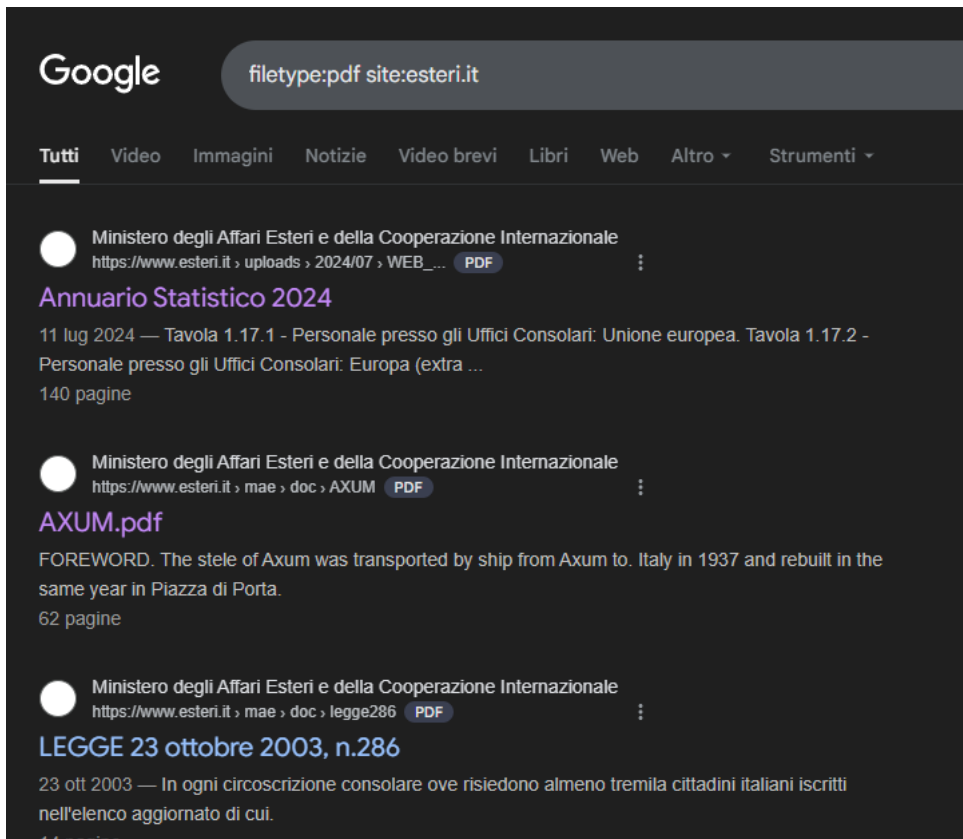 Google
filetype:pdf site:esteri.it
Tutti Video Immagini Notizie Video brevi Libri Web Altro Strumenti
Ministero degli Affari Esteri e della Cooperazione Internazionale
https://www.esteri.it › uploads › 2024/07 › WEB_... PDF
Annuario Statistico 2024
11 lug 2024 — Tavola 1.17.1 - Personale presso gli Uffici Consolari: Unione europea. Tavola 1.17.2 -
Personale presso gli Uffici Consolari: Europa (extra ...
140 pagine
Ministero degli Affari Esteri e della Cooperazione Internazionale
https://www.esteri.it › mae › doc › AXUM PDF
AXUM.pdf
FOREWORD. The stele of Axum was transported by ship from Axum to. Italy in 1937 and rebuilt in the
same year in Piazza di Porta.
62 pagine
Ministero degli Affari Esteri e della Cooperazione Internazionale
https://www.esteri.it › mae › doc › legge286 PDF
LEGGE 23 ottobre 2003, n.286
23 ott 2003 — In ogni circoscrizione consolare ove risiedono almeno tremila cittadini italiani iscritti
nell'elenco aggiornato di cui.